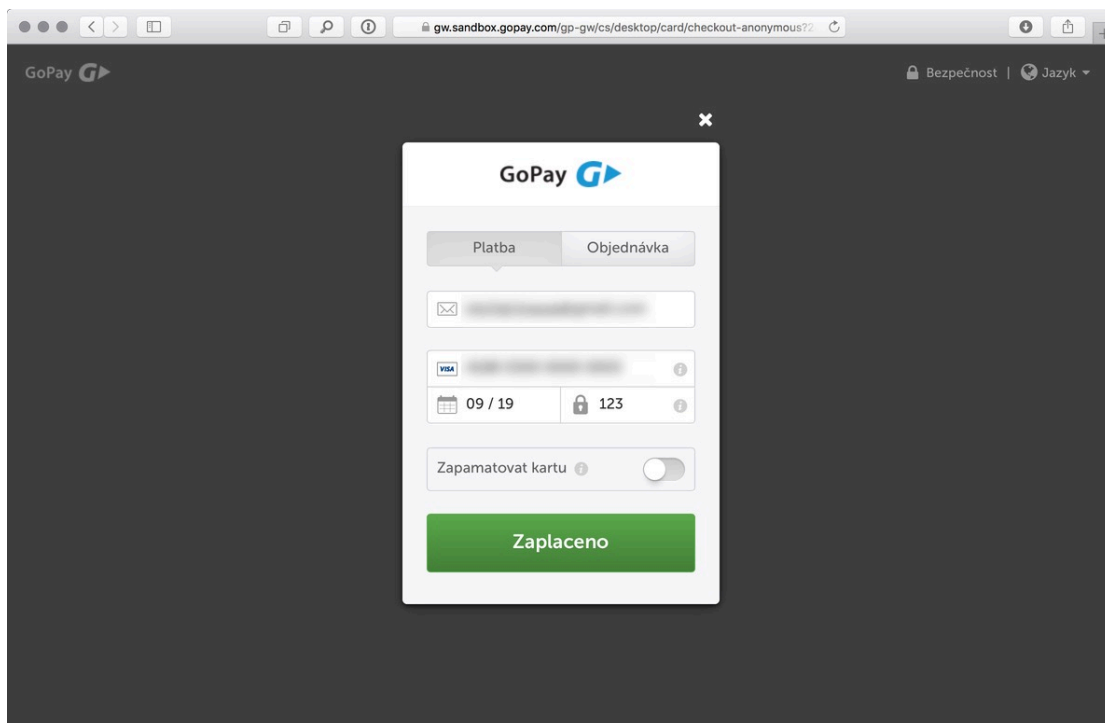 gw.sandbox.gopay.com/gp-gw/cs/desktop/card/checkout-anonymous?2
GoPay
Bezpečnost | Jazyk
GoPay
Platba Objednávka
VISA
09 / 19 123
Zapamatovat kartu
Zaplaceno